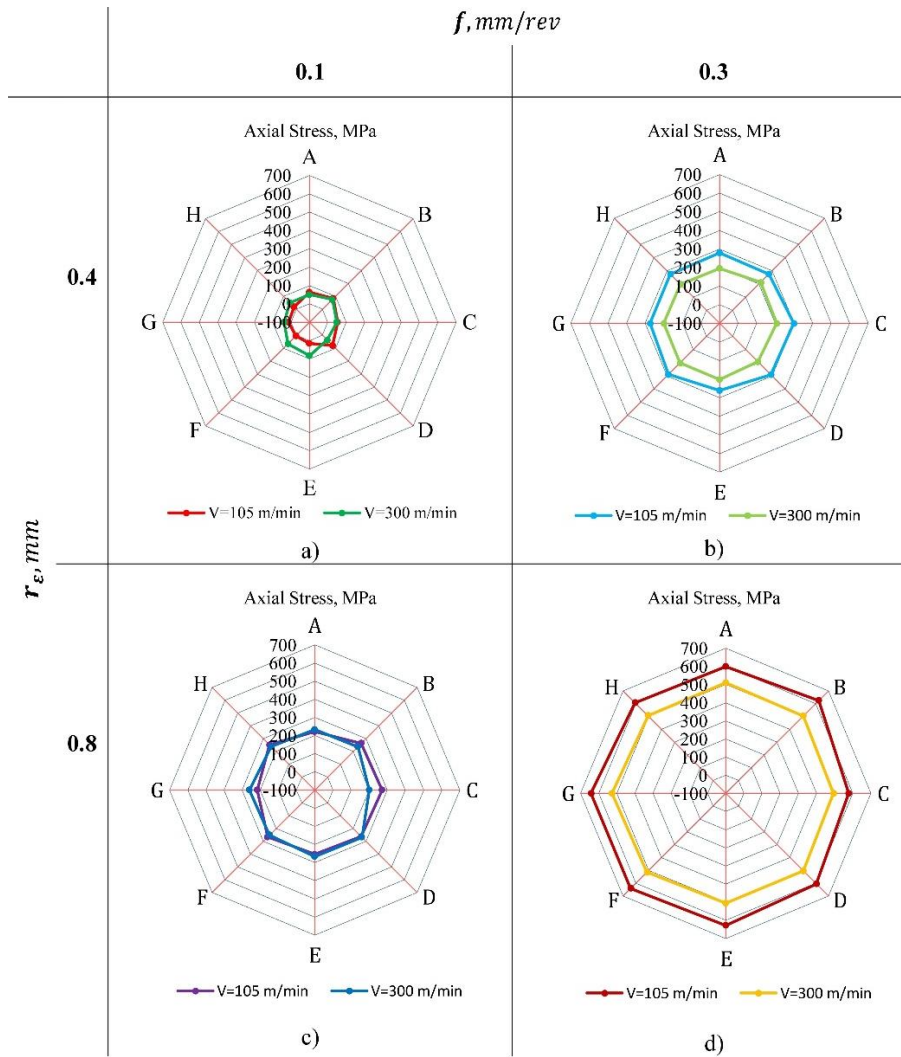 f, mm/rev
0.1
0.3
r_ε, mm
0.4
Axial Stress, MPa
A
700
600
500
400
300
200
100
0
-100
B
C
D
E
F
G
H
V=105 m/min V=300 m/min
a)
Axial Stress, MPa
A
700
600
500
400
300
200
100
0
-100
B
C
D
E
F
G
H
V=105 m/min V=300 m/min
b)
0.8
Axial Stress, MPa
A
700
600
500
400
300
200
100
0
-100
B
C
D
E
F
G
H
V=105 m/min V=300 m/min
c)
Axial Stress, MPa
A
700
600
500
400
300
200
100
0
-100
B
C
D
E
F
G
H
V=105 m/min V=300 m/min
d)